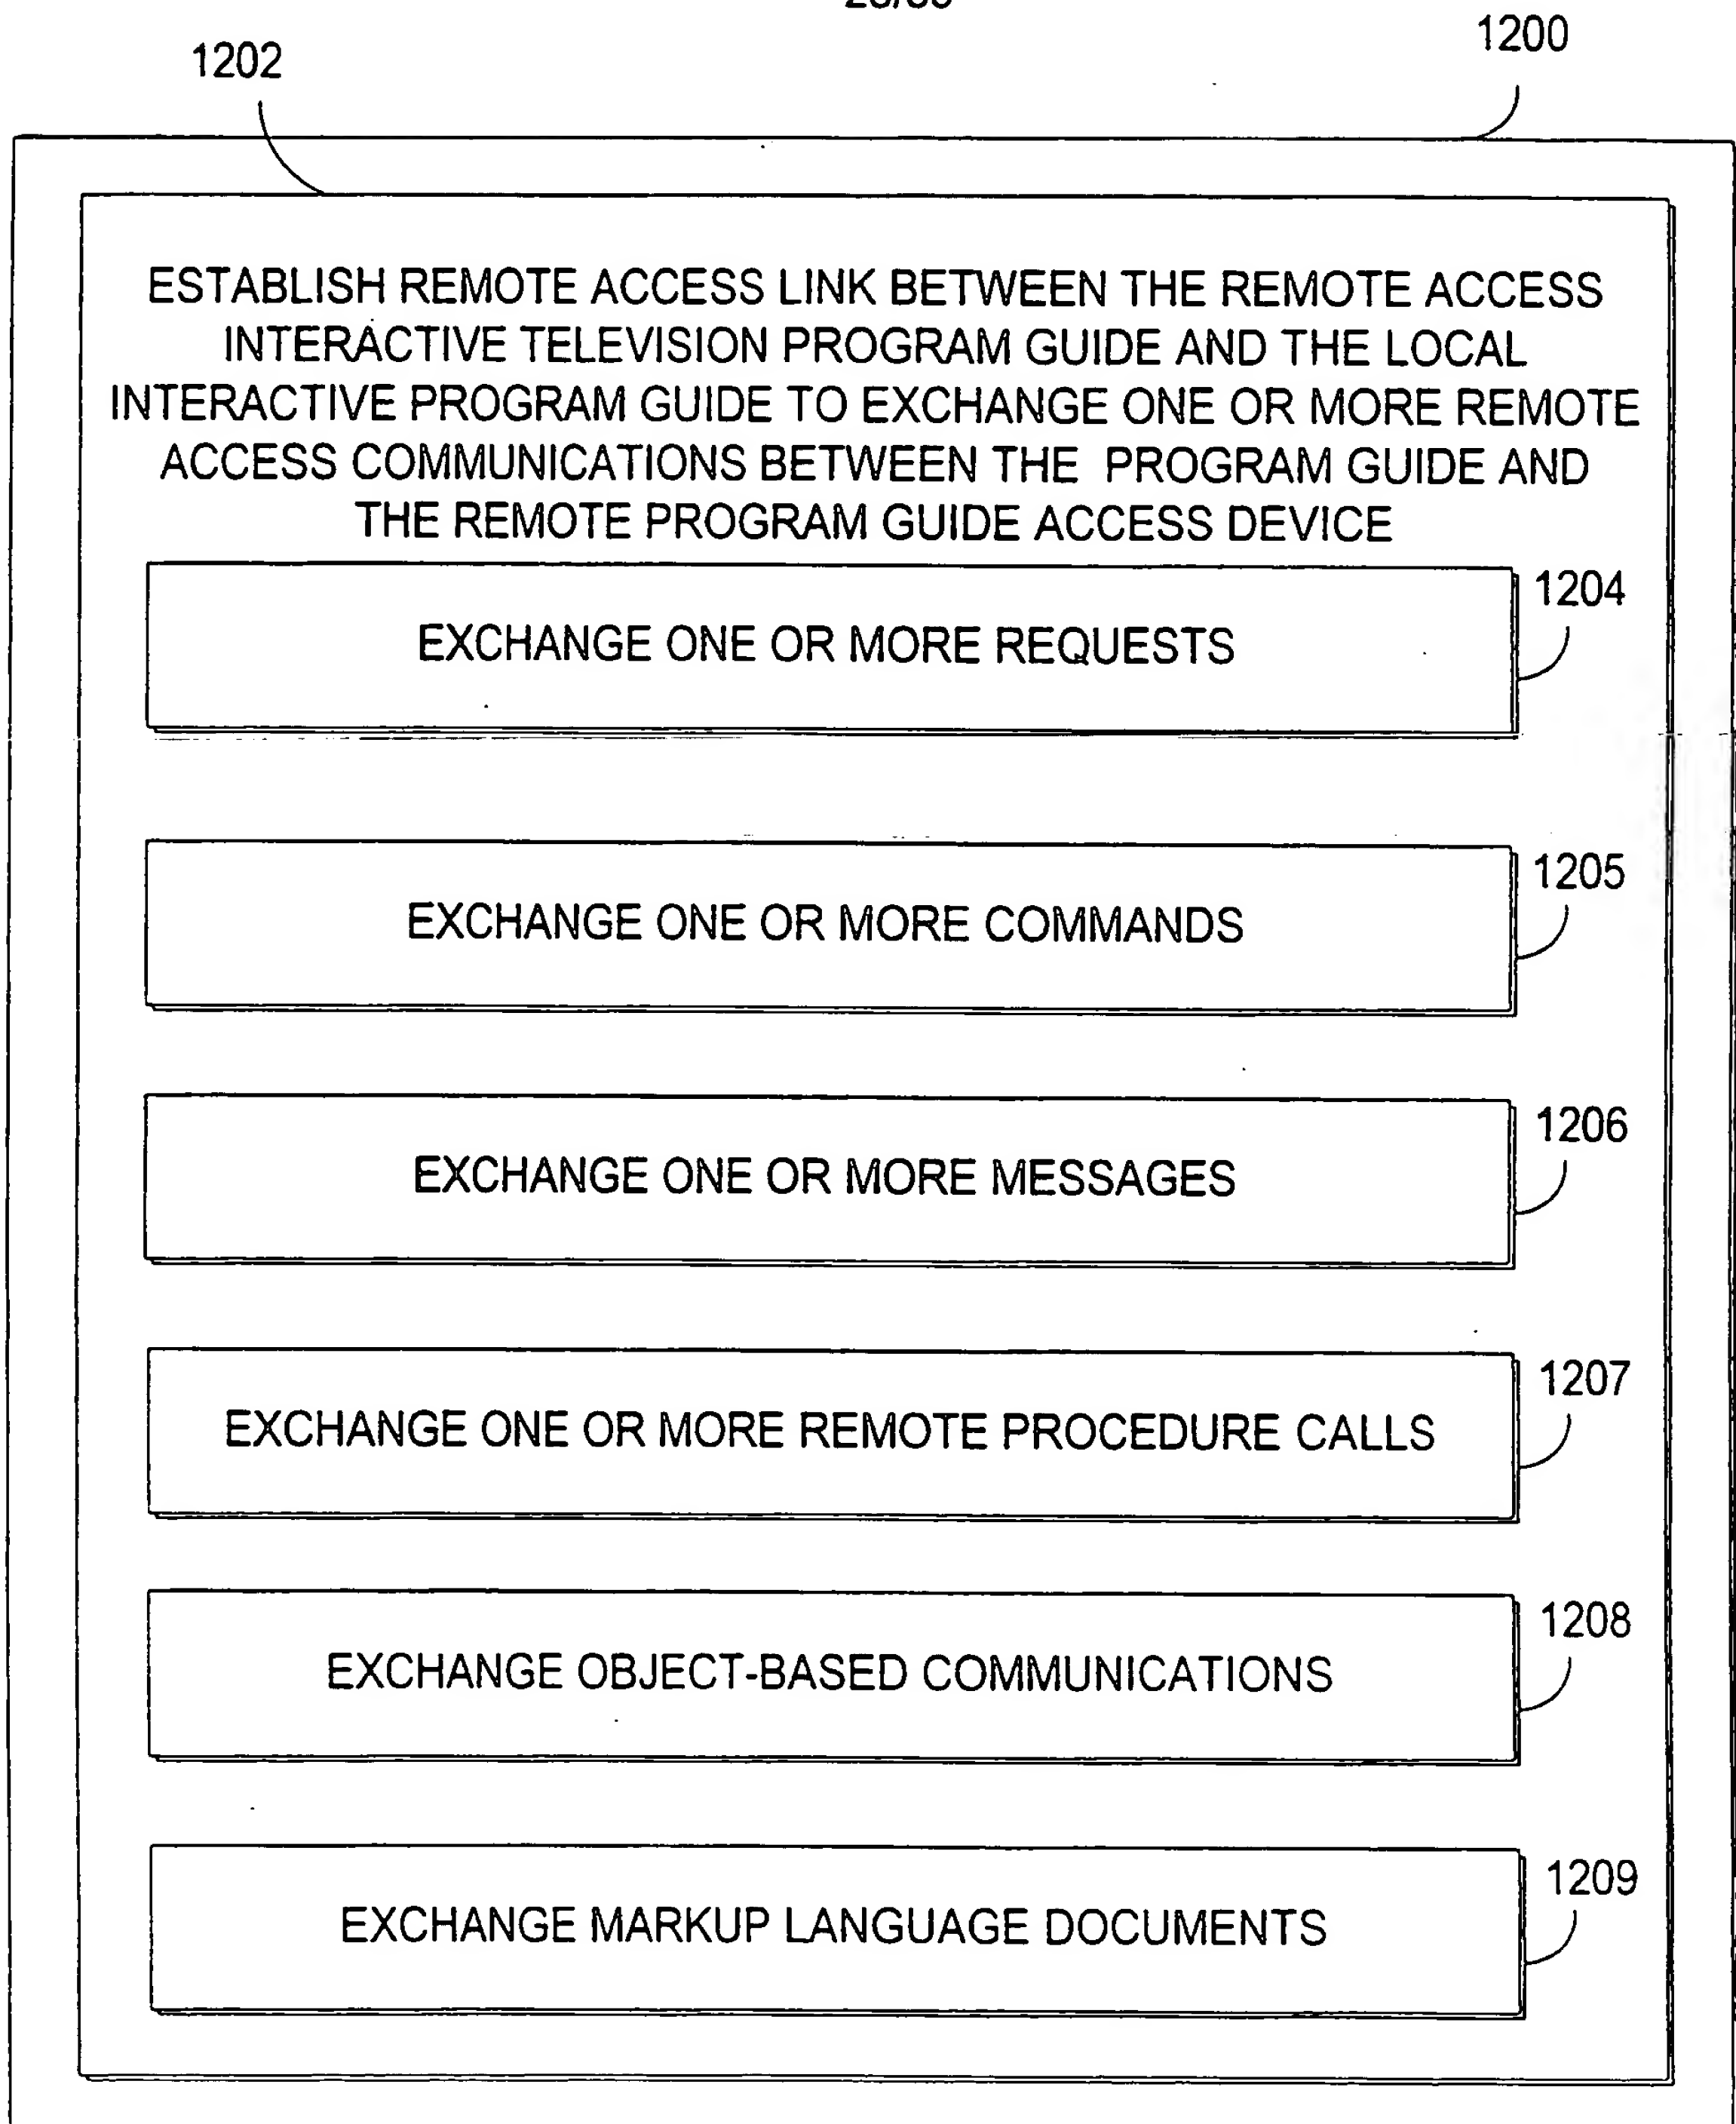 1202
1200
ESTABLISH REMOTE ACCESS LINK BETWEEN THE REMOTE ACCESS
INTERACTIVE TELEVISION PROGRAM GUIDE AND THE LOCAL
INTERACTIVE PROGRAM GUIDE TO EXCHANGE ONE OR MORE REMOTE
ACCESS COMMUNICATIONS BETWEEN THE PROGRAM GUIDE AND
THE REMOTE PROGRAM GUIDE ACCESS DEVICE
1204
EXCHANGE ONE OR MORE REQUESTS
1205
EXCHANGE ONE OR MORE COMMANDS
1206
EXCHANGE ONE OR MORE MESSAGES
1207
EXCHANGE ONE OR MORE REMOTE PROCEDURE CALLS
1208
EXCHANGE OBJECT-BASED COMMUNICATIONS
1209
EXCHANGE MARKUP LANGUAGE DOCUMENTS